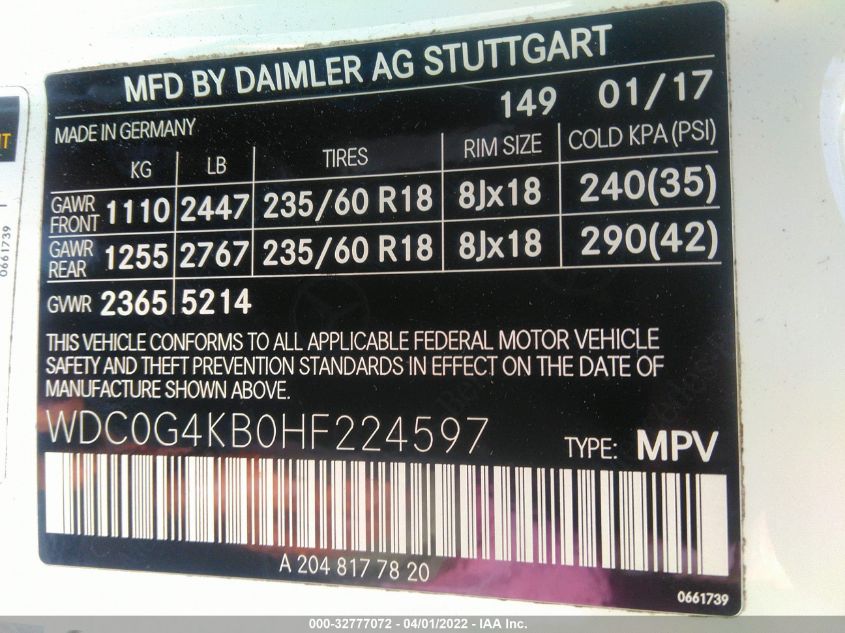 MFD BY DAIMLER AG STUTTGART
149 01/17
MADE IN GERMANY
KG LB TIRES RIM SIZE COLD KPA (PSI)
GAWR FRONT 1110 2447 235/60 R18 8Jx18 240(35)
GAWR REAR 1255 2767 235/60 R18 8Jx18 290(42)
GVWR 2365 5214
THIS VEHICLE CONFORMS TO ALL APPLICABLE FEDERAL MOTOR VEHICLE
SAFETY AND THEFT PREVENTION STANDARDS IN EFFECT ON THE DATE OF
MANUFACTURE SHOWN ABOVE.
WDC0G4KB0HF224597 TYPE: MPV
A 204 817 78 20
0661739
0661739
000-32777072 - 04/01/2022 - IAA Inc.